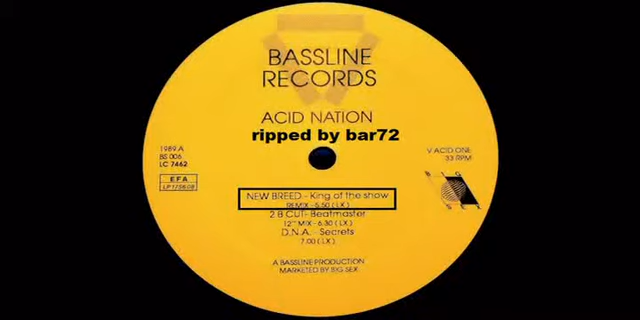 BASSLINE
RECORDS
ACID NATION
ripped by bar72
1989 A
BS 006
LC 7462
V ACID ONE
33 RPM
EFA
NEW BREED - King of the show
REMIX - 6.50 ( LX )
2 B CUT - Beatmaster
12" MIX - 6.30 ( LX )
D.N.A. - Secrets
7.00 ( LX )
A BASSLINE PRODUCTION
MARKETED BY BIG SEX